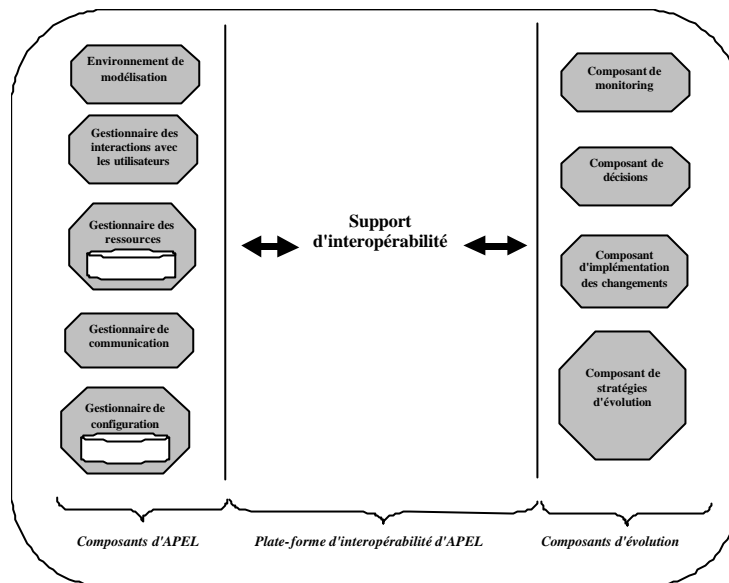 Environnement de
modélisation
Gestionnaire des
interactions avec
les utilisateurs
Gestionnaire des
ressources
Gestionnaire de
communication
Gestionnaire de
configuration
Support
d'interopérabilité
Composant de
monitoring
Composant de
décisions
Composant
d'implémentation
des changements
Composant de
stratégies
d'évolution
Composants d'APEL
Plate-forme d'interopérabilité d'APEL
Composants d'évolution